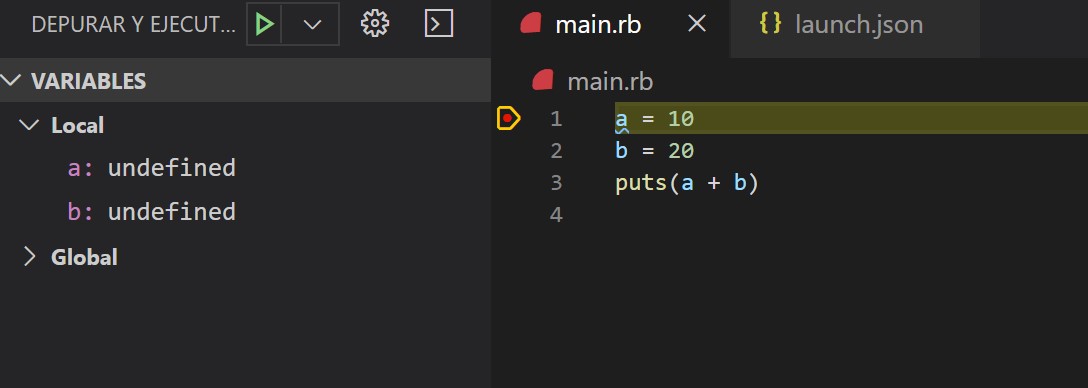 DEPURAR Y EJECUT...
VARIABLES
Local
a: undefined
b: undefined
Global
main.rb
{} launch.json
main.rb
1 a = 10
2 b = 20
3 puts(a + b)
4